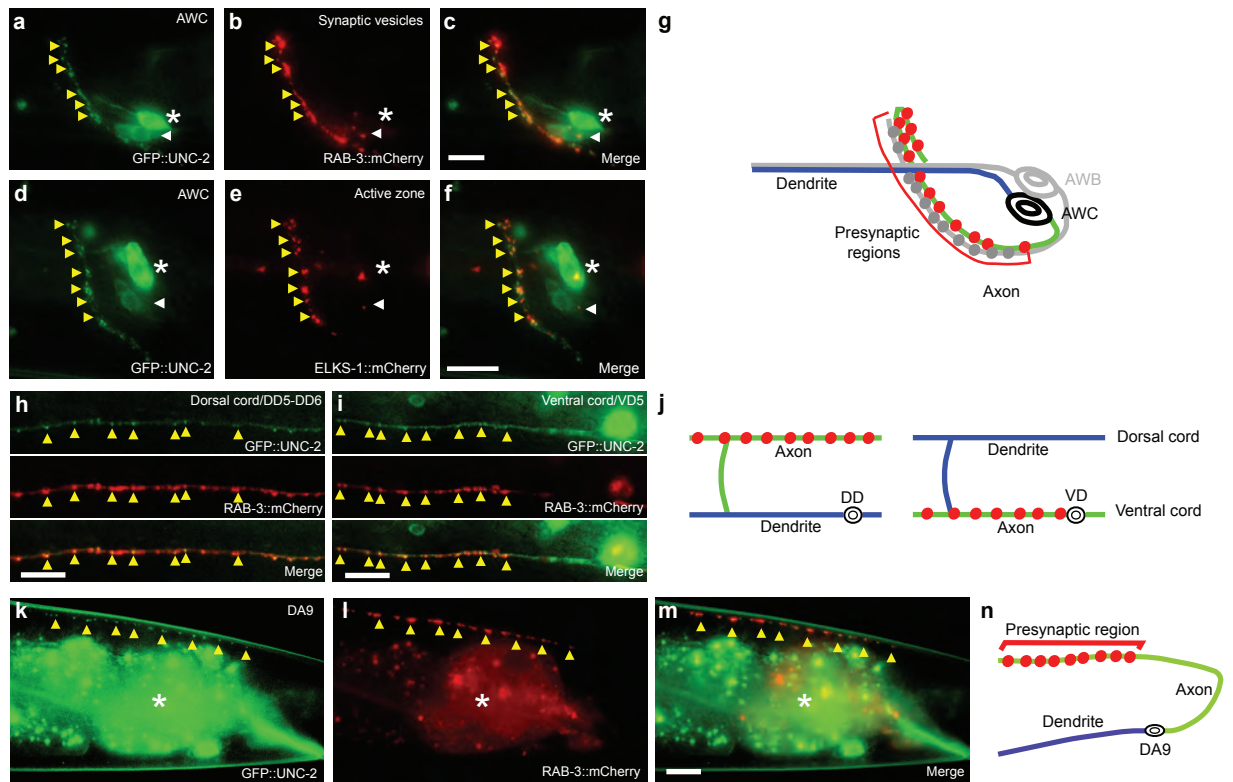 a
AWC
GFP::UNC-2
b
Synaptic vesicles
*
RAB-3::mCherry
c
*
Merge
*
d
AWC
*
GFP::UNC-2
e
Active zone
*
ELKS-1::mCherry
f
*
Merge
g
Dendrite
AWB
AWC
Presynaptic
regions
Axon
h
Dorsal cord/DD5-DD6
GFP::UNC-2
RAB-3::mCherry
Merge
i
Ventral cord/VD5
GFP::UNC-2
RAB-3::mCherry
Merge
j
Axon
Dendrite
Dorsal cord
DD
VD
Dendrite
Axon
Ventral cord
k
DA9
*
GFP::UNC-2
l
*
RAB-3::mCherry
m
*
Merge
n
Presynaptic region
Axon
Dendrite
DA9